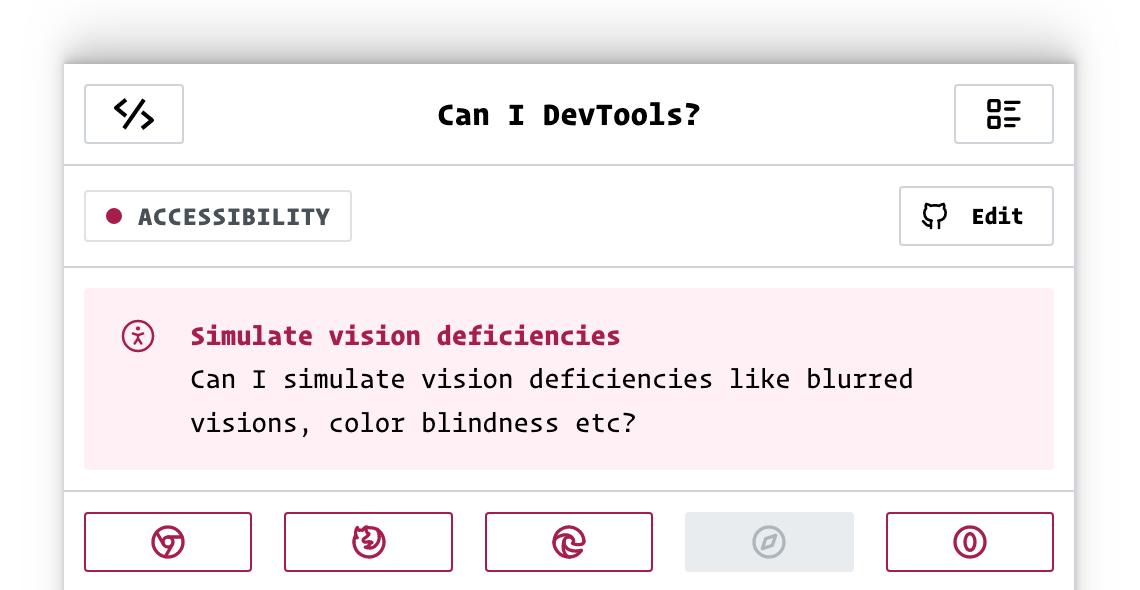 Can I DevTools?
ACCESSIBILITY
Edit
Simulate vision deficiencies
Can I simulate vision deficiencies like blurred
visions, color blindness etc?